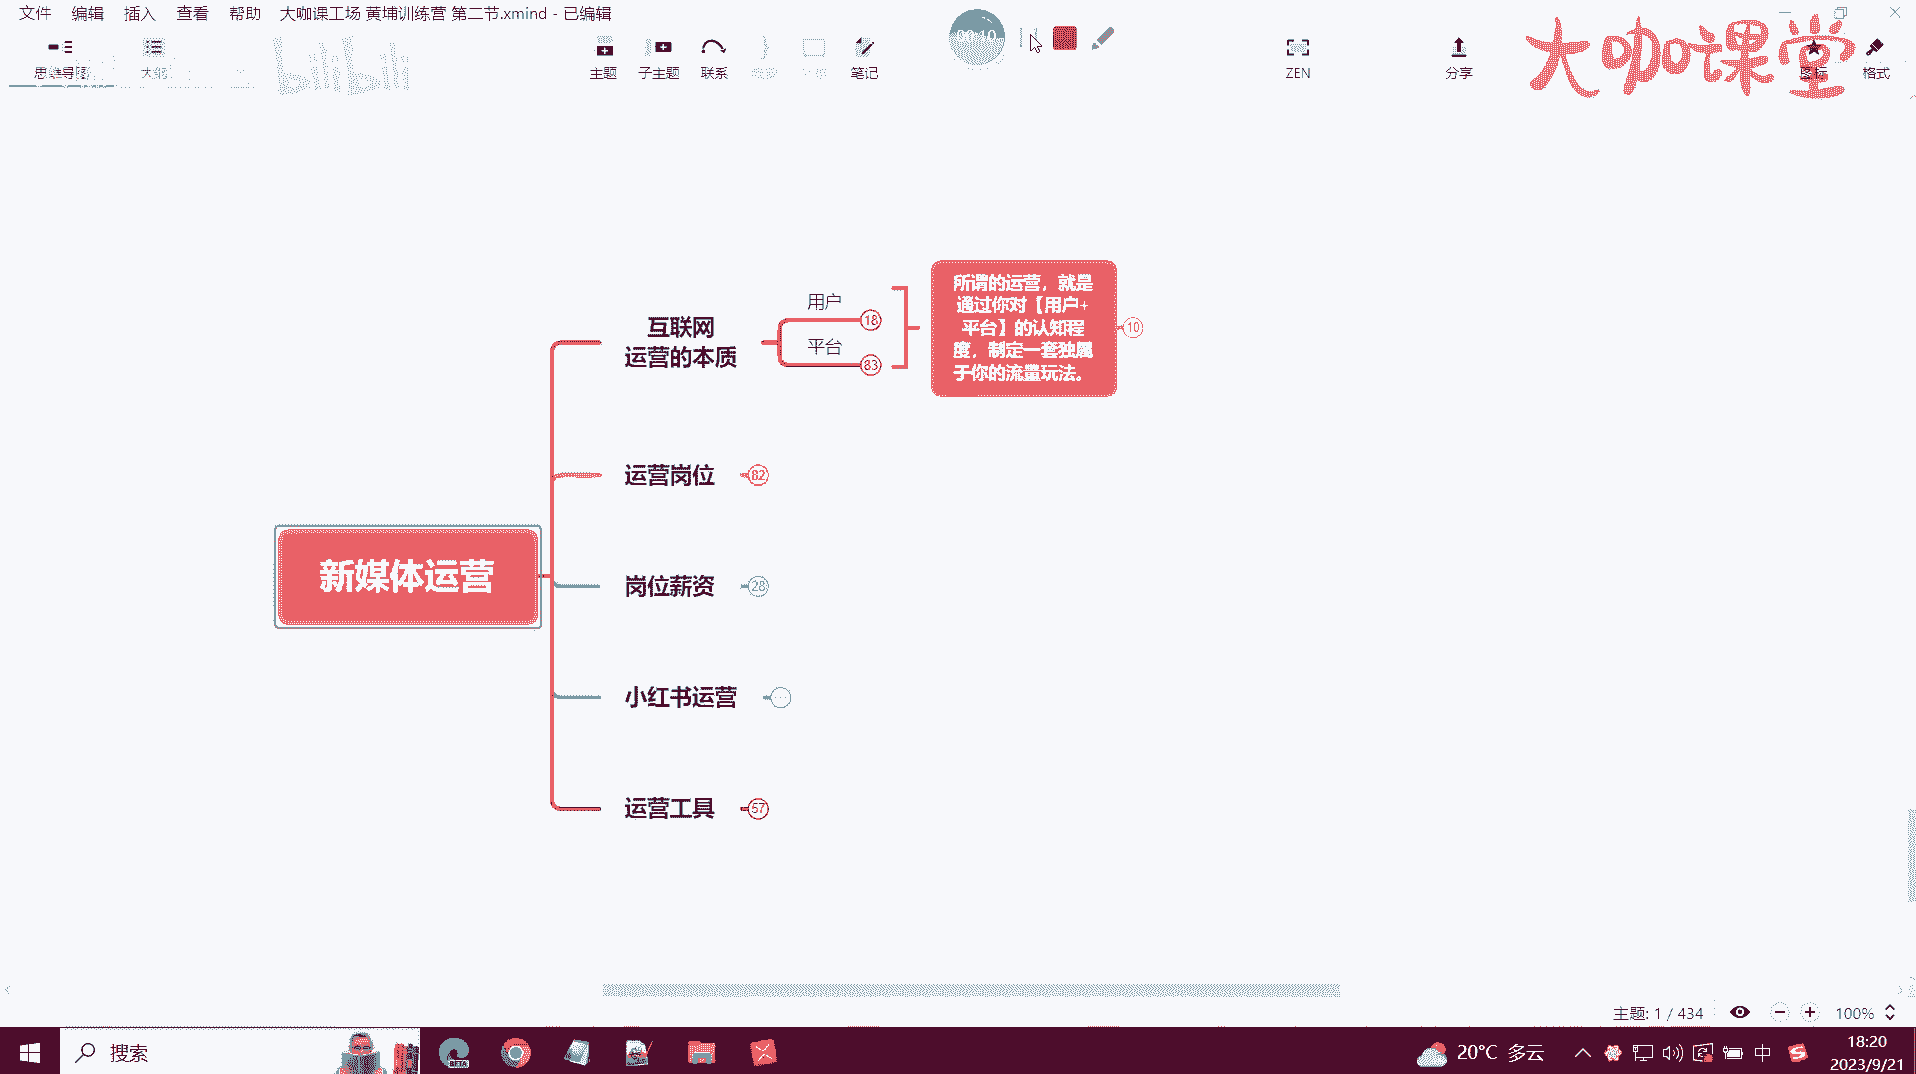 文件 编辑 插入 查看 帮助 大咖课工场 黄埔训练营 第二节.xmind - 已编辑
思维导图
主题 子主题 联系 笔记 ZEN 分享 图标 格式
bilibili
00:10
大咖课堂
所谓的运营，就是
通过你对【用户+
平台】的认知程
度，制定一套独属
于你的流量玩法。
10
用户
18
互联网
运营的本质
平台
83
运营岗位
82
新媒体运营
岗位薪资
28
小红书运营
运营工具
57
主题: 1 / 434 100%
搜索
BETA
20°C 多云
中
18:20
2023/9/21